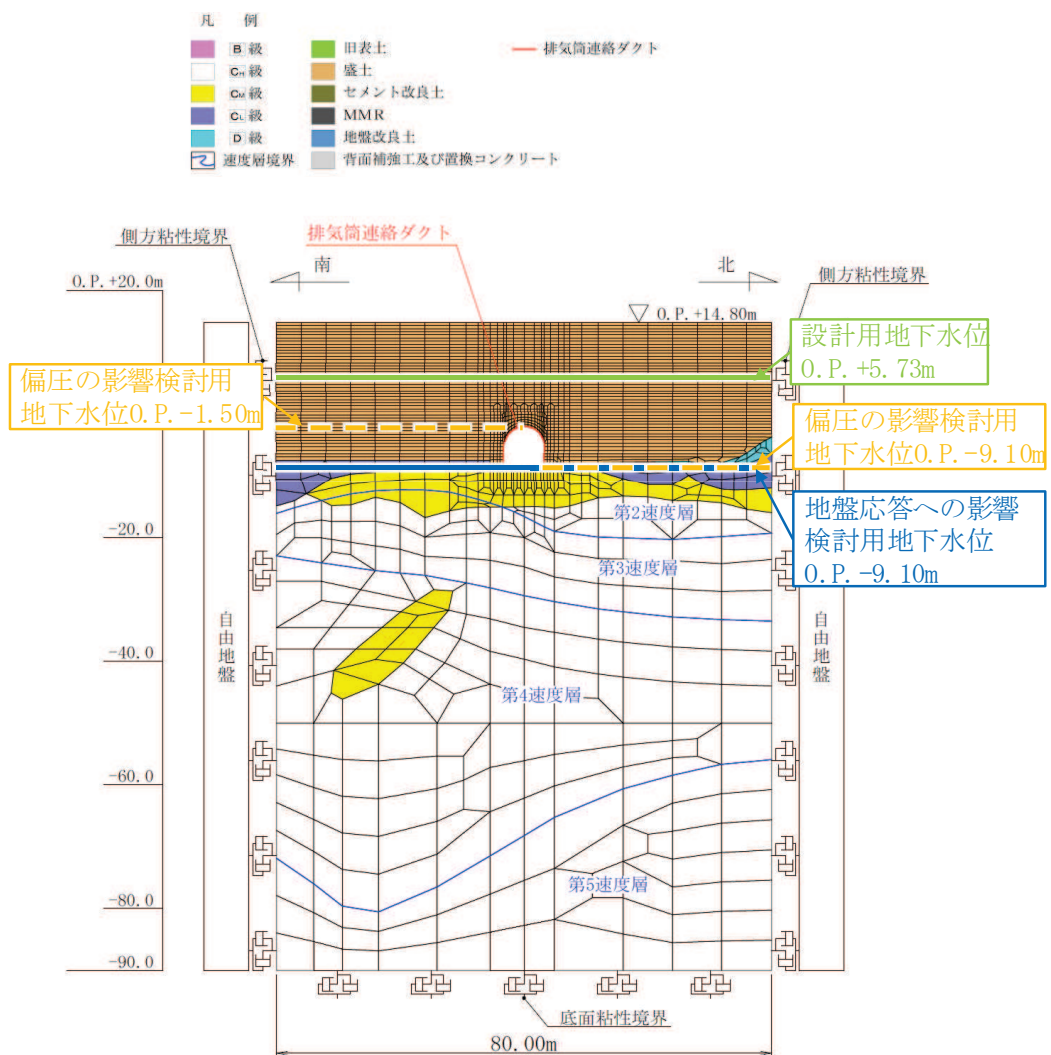 凡 例
B 級
CH 級
CM 級
CL 級
D 級
速度層境界
旧表土
盛土
セメント改良土
MMR
地盤改良土
背面補強工及び置換コンクリート
排気筒連絡ダクト
側方粘性境界
排気筒連絡ダクト
南
北
側方粘性境界
O.P.+20.0m
O.P.+14.80m
設計用地下水位
O.P.+5.73m
偏圧の影響検討用
地下水位O.P.-1.50m
偏圧の影響検討用
地下水位O.P.-9.10m
地盤応答への影響
検討用地下水位
O.P.-9.10m
-20.0
-40.0
-60.0
-80.0
-90.0
自由地盤
自由地盤
第2速度層
第3速度層
第4速度層
第5速度層
底面粘性境界
80.00m